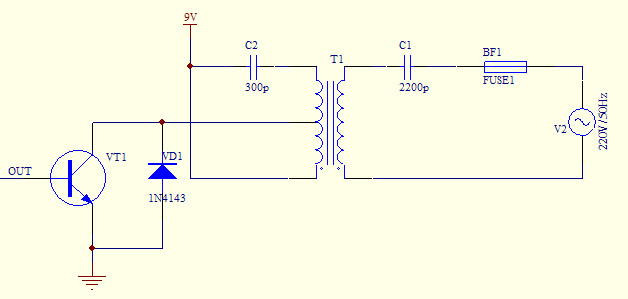 9V
C2
300p
T1
C1
2200p
BF1
FUSE1
V2
220V/50Hz
OUT
VT1
VD1
1N4143